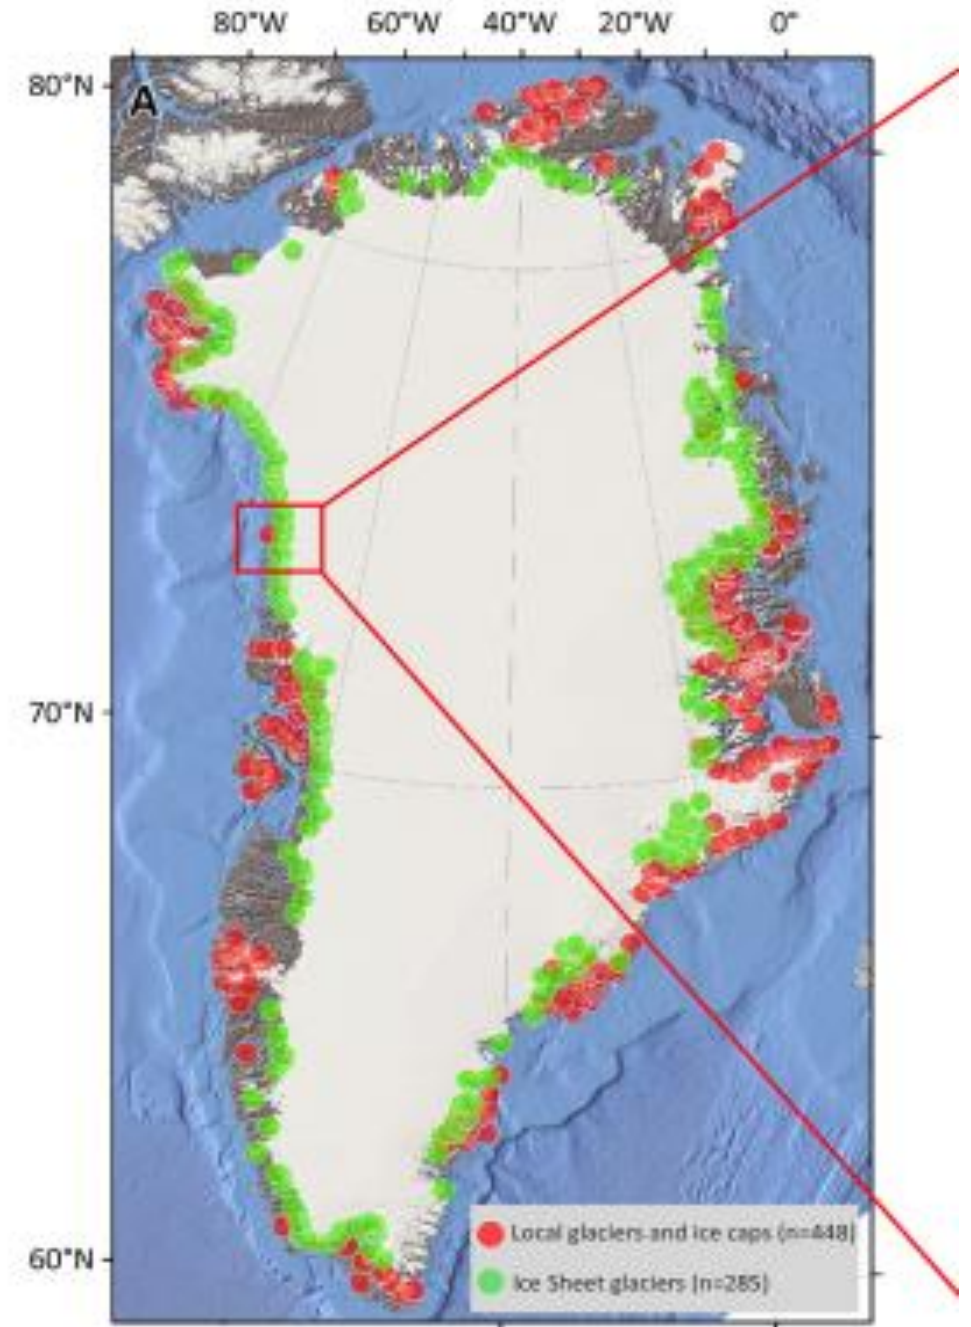 80°W 60°W 40°W 20°W 0°
80°N
A
70°N
60°N
Local glaciers and ice caps (n=448)
Ice Sheet glaciers (n=285)